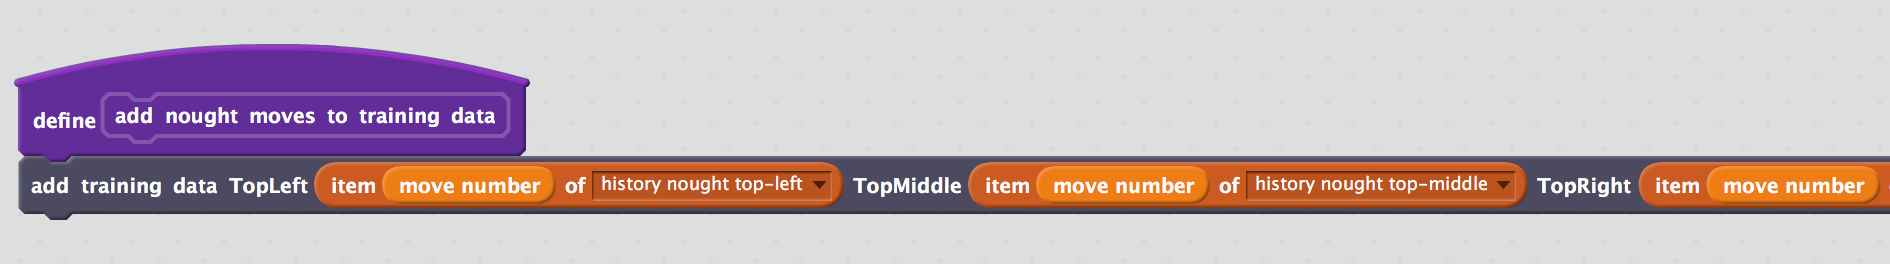 define add nought moves to training data
add training data TopLeft item move number of history nought top-left TopMiddle item move number of history nought top-middle TopRight item move number